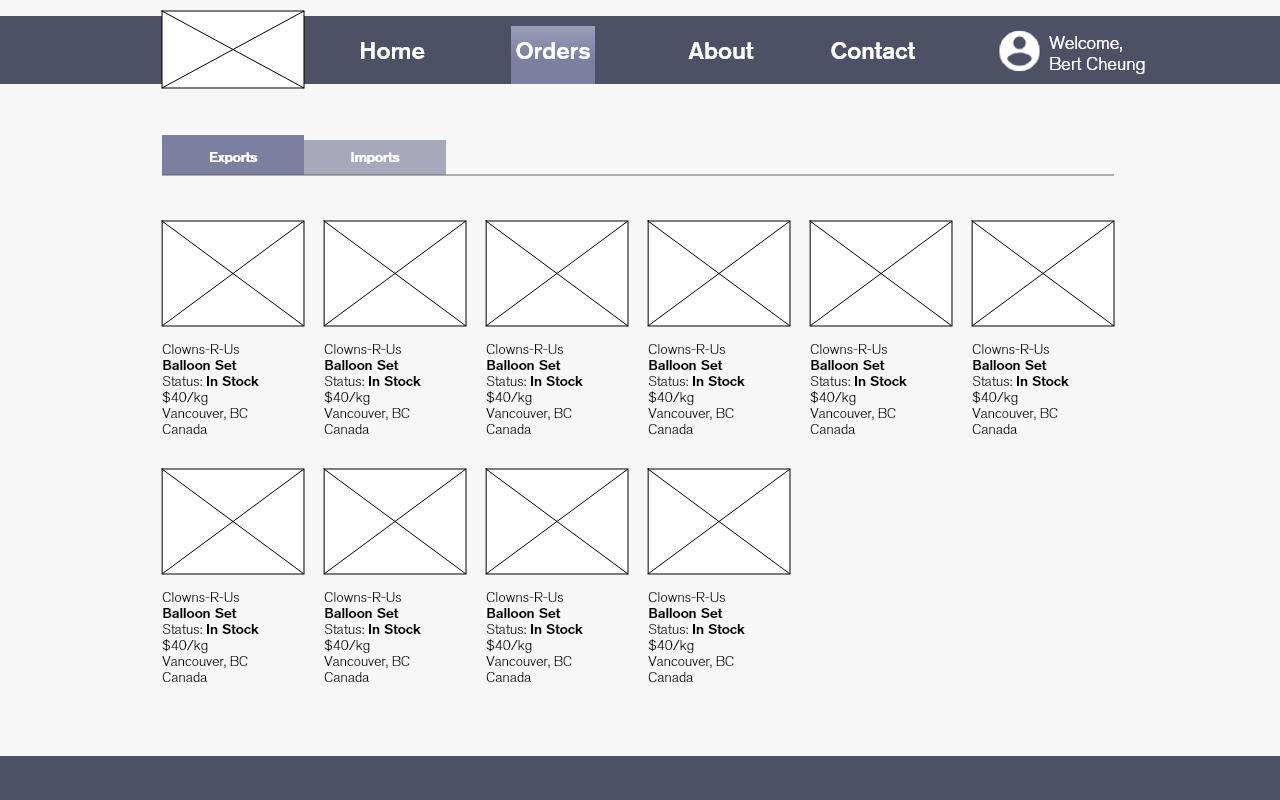 Home Orders About Contact Welcome,
Bert Cheung
Exports Imports
Clowns-R-Us Clowns-R-Us Clowns-R-Us Clowns-R-Us Clowns-R-Us Clowns-R-Us
Balloon Set Balloon Set Balloon Set Balloon Set Balloon Set Balloon Set
Status: In Stock Status: In Stock Status: In Stock Status: In Stock Status: In Stock Status: In Stock
$40/kg $40/kg $40/kg $40/kg $40/kg $40/kg
Vancouver, BC Vancouver, BC Vancouver, BC Vancouver, BC Vancouver, BC Vancouver, BC
Canada Canada Canada Canada Canada Canada
Clowns-R-Us Clowns-R-Us Clowns-R-Us Clowns-R-Us
Balloon Set Balloon Set Balloon Set Balloon Set
Status: In Stock Status: In Stock Status: In Stock Status: In Stock
$40/kg $40/kg $40/kg $40/kg
Vancouver, BC Vancouver, BC Vancouver, BC Vancouver, BC
Canada Canada Canada Canada